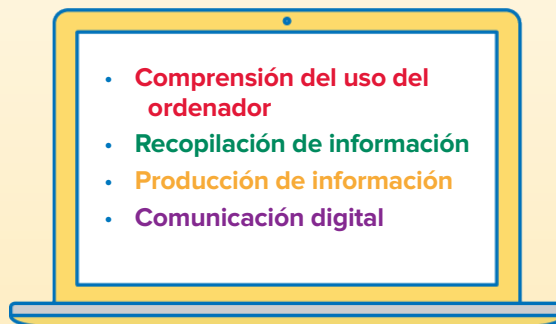 • Comprensión del uso del
ordenador
• Recopilación de información
• Producción de información
• Comunicación digital